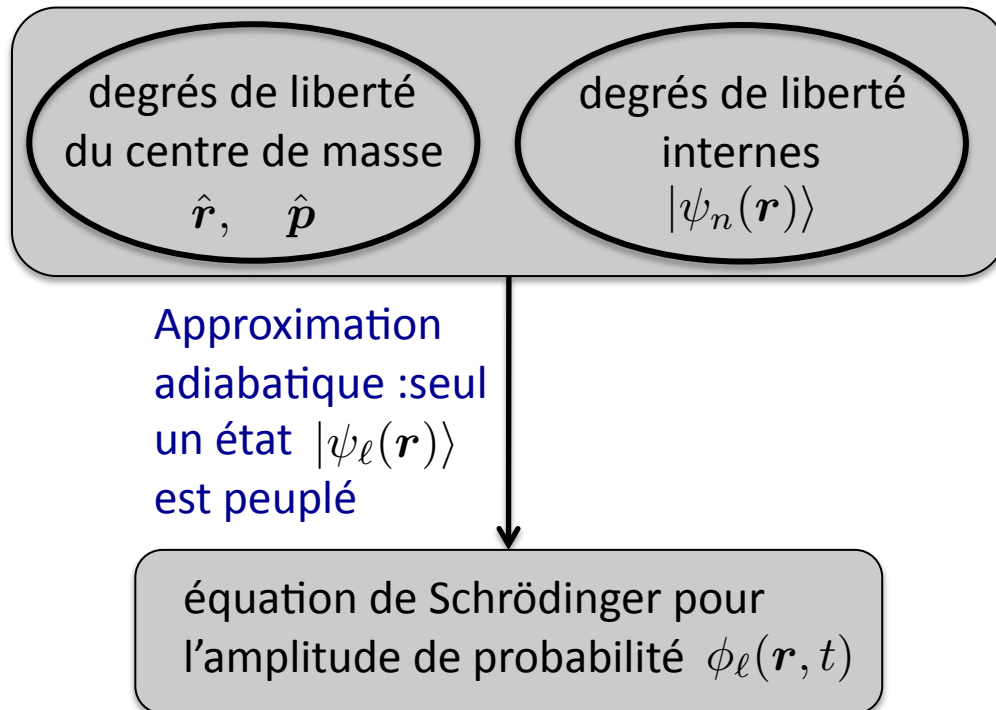 degrés de liberté
du centre de masse
r̂, p̂
degrés de liberté
internes
|ψₙ(r)⟩
Approximation
adiabatique :seul
un état |ψ_ℓ(r)⟩
est peuplé
équation de Schrödinger pour
l’amplitude de probabilité ϕ_ℓ(r, t)